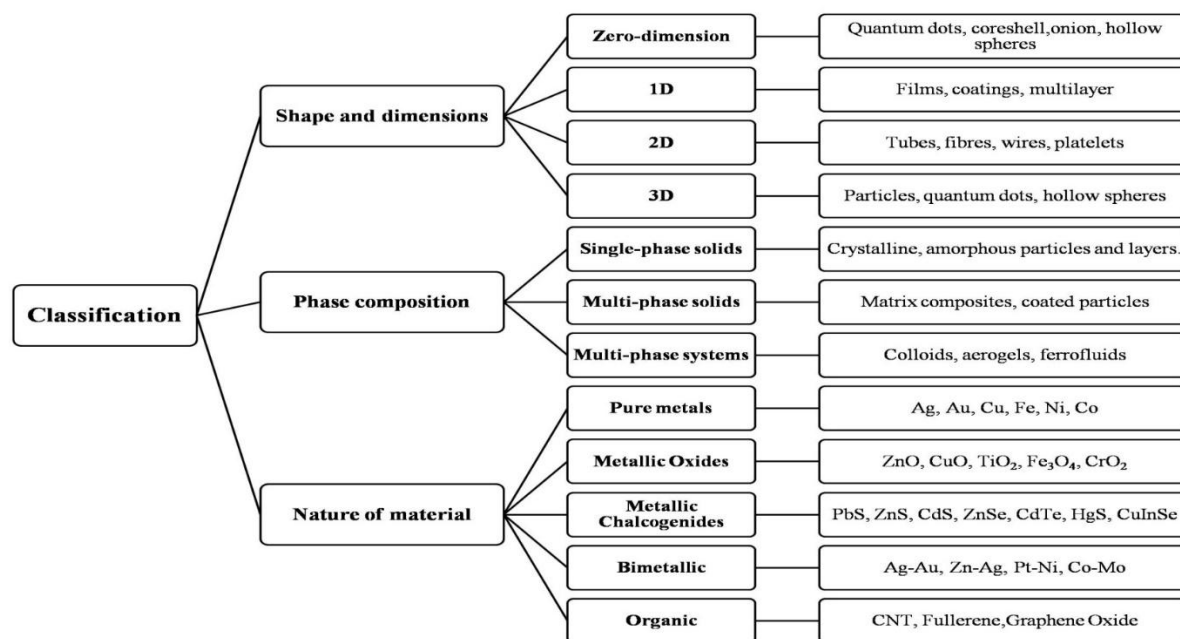 Classification
Shape and dimensions
Zero-dimension
Quantum dots, coreshell,onion, hollow
spheres
1D
Films, coatings, multilayer
2D
Tubes, fibres, wires, platelets
3D
Particles, quantum dots, hollow spheres
Phase composition
Single-phase solids
Crystalline, amorphous particles and layers.
Multi-phase solids
Matrix composites, coated particles
Multi-phase systems
Colloids, aerogels, ferrofluids
Nature of material
Pure metals
Ag, Au, Cu, Fe, Ni, Co
Metallic Oxides
ZnO, CuO, TiO₂, Fe₃O₄, CrO₂
Metallic
Chalcogenides
PbS, ZnS, CdS, ZnSe, CdTe, HgS, CuInSe
Bimetallic
Ag-Au, Zn-Ag, Pt-Ni, Co-Mo
Organic
CNT, Fullerene,Graphene Oxide